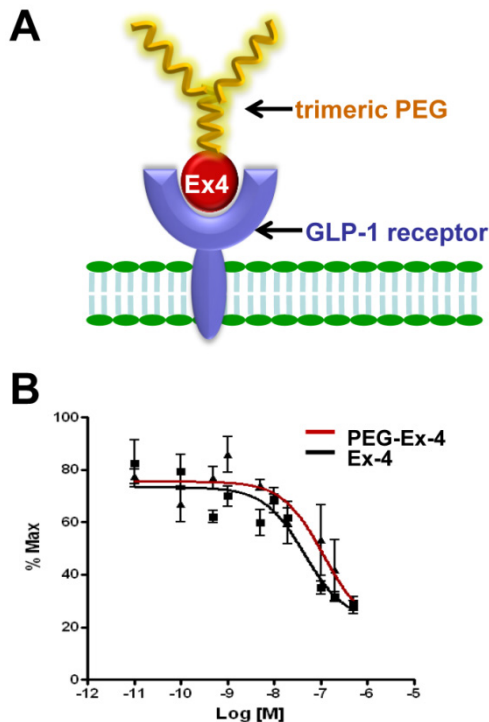 A
trimeric PEG
Ex4
GLP-1 receptor
B
100
80
60
40
20
0
% Max
PEG-Ex-4
Ex-4
-12 -11 -10 -9 -8 -7 -6 -5
Log [M]